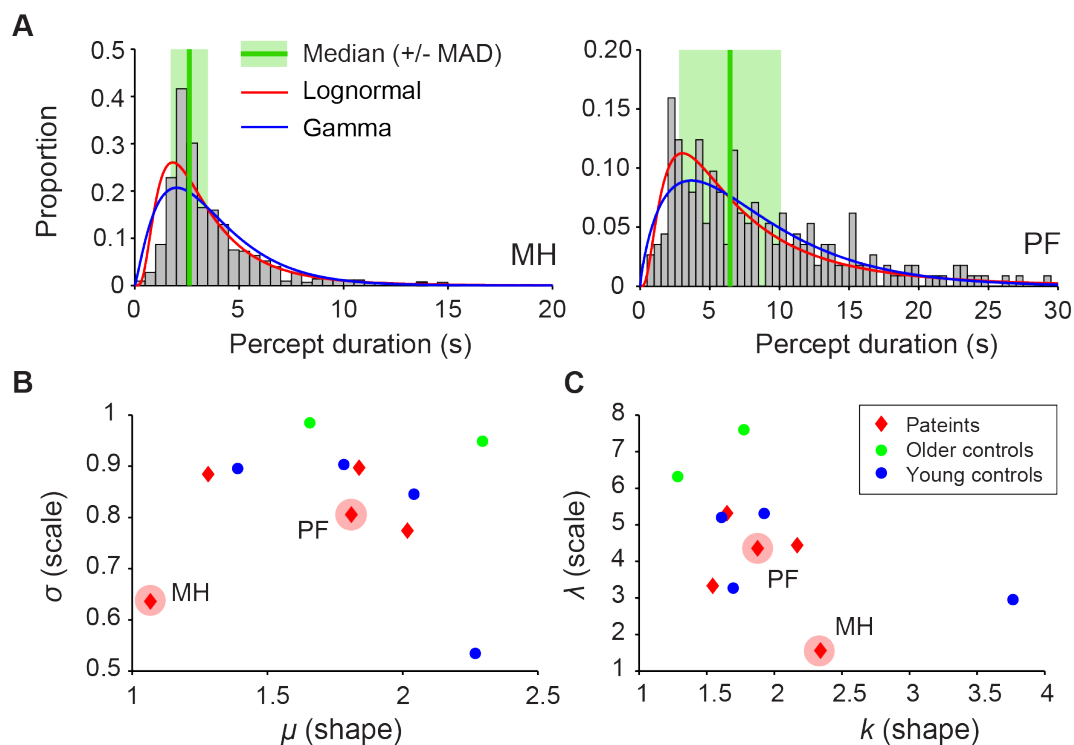 A
0.5
0.4
0.3
0.2
0.1
0
Proportion
0
5
10
15
20
Percept duration (s)
Median (+/- MAD)
Lognormal
Gamma
MH
0.20
0.15
0.10
0.05
0
0
5
10
15
20
25
30
Percept duration (s)
PF
B
1
0.9
0.8
0.7
0.6
0.5
σ (scale)
1
1.5
2
2.5
μ (shape)
PF
MH
C
8
7
6
5
4
3
2
1
λ (scale)
1
1.5
2
2.5
3
3.5
4
k (shape)
PF
MH
Pateints
Older controls
Young controls